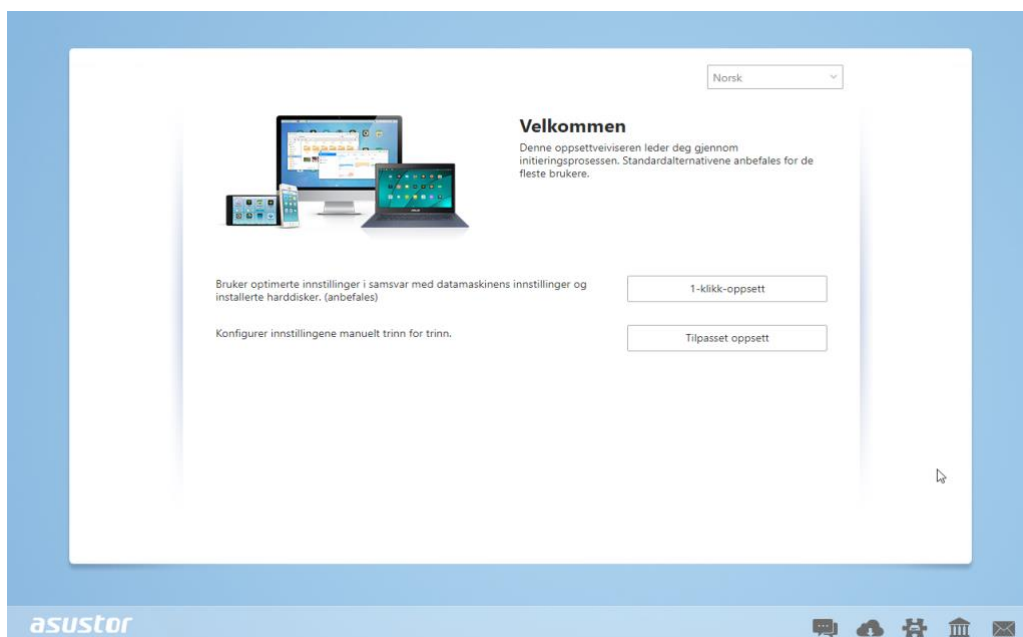 Norsk
Velkommen
Denne oppsettveiviseren leder deg gjennom
initieringsprosessen. Standardalternativene anbefales for de
fleste brukere.
Bruker optimerte innstillinger i samsvar med datamaskinens innstillinger og
installerte harddisker. (anbefales)
1-klikk-oppsett
Konfigurer innstillingene manuelt trinn for trinn.
Tilpasset oppsett
asustor